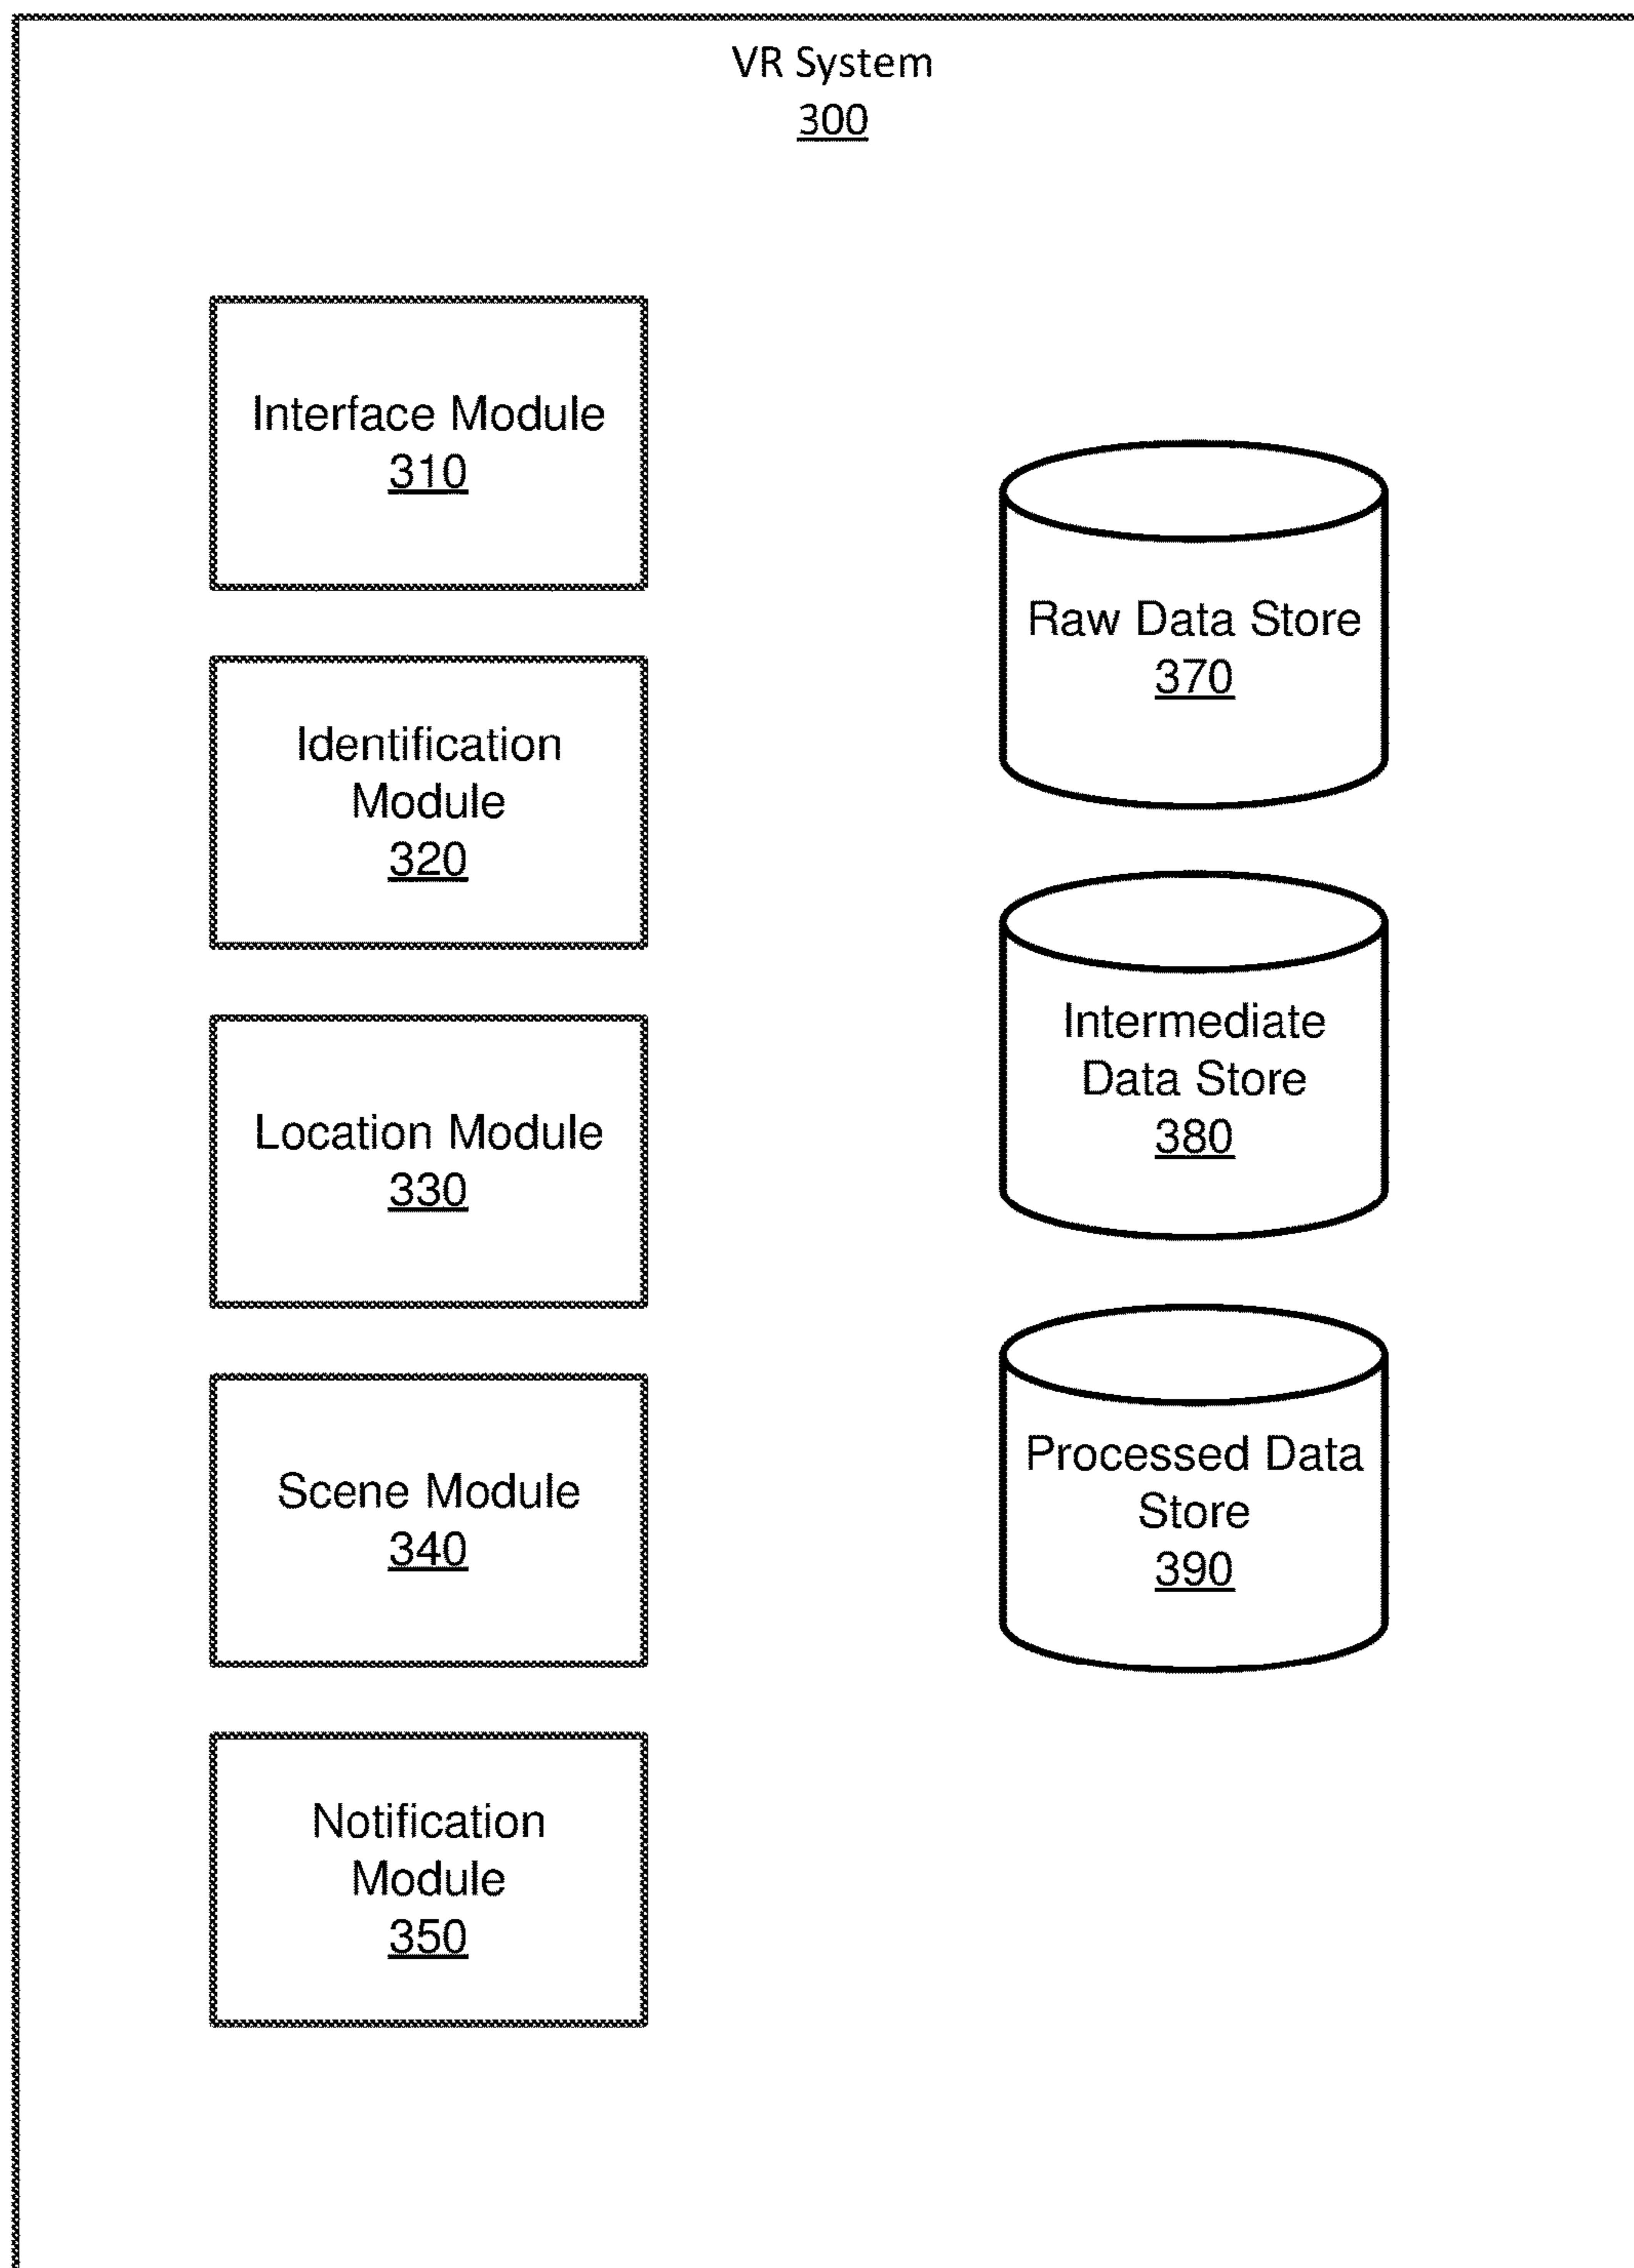 VR System
300
Interface Module
310
Identification
Module
320
Location Module
330
Scene Module
340
Notification
Module
350
Raw Data Store
370
Intermediate
Data Store
380
Processed Data
Store
390